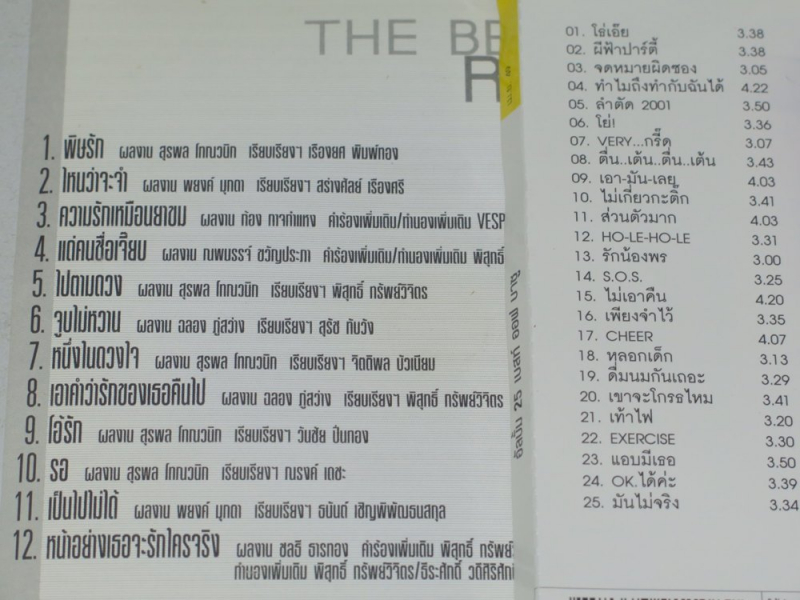 THE BE
R
1. พิษรัก ผลงาน สุรพล โทณวนิก เรียบเรียงฯ เรืองยศ พิมพ์ทอง
2. ไหนว่าจะจำ ผลงาน พยงค์ มุกดา เรียบเรียงฯ สราวศัลย์ เรืองศรี
3. ความรักเหมือนยาขม ผลงาน ก้อง กาจกำแหง คำร้องเพิ่มเติม/ทำนองเพิ่มเติม VESP
4. แด่คนชื่อเจี๊ยบ ผลงาน ณพบรรจ์ ขวัญประภา คำร้องเพิ่มเติม/ทำนองเพิ่มเติม พิสุทธิ์
5. ไปตามดวง ผลงาน สุรพล โทณวนิก เรียบเรียงฯ พิสุทธิ์ ทรัพย์วิจิตร
6. จูบไม่หวาน ผลงาน ฉลอง ภู่สว่าง เรียบเรียงฯ สุรัช ทับวัง
7. หนึ่งในดวงใจ ผลงาน สุรพล โทณวนิก เรียบเรียงฯ จิตติพล บัวเนียม
8. เอาคำว่ารักของเธอคืนไป ผลงาน ฉลอง ภู่สว่าง เรียบเรียงฯ พิสุทธิ์ ทรัพย์วิจิตร
9. โอ้รัก ผลงาน สุรพล โทณวนิก เรียบเรียงฯ วันชัย ปั้นทอง
10. รอ ผลงาน สุรพล โทณวนิก เรียบเรียงฯ ณรงค์ เดชะ
11. เป็นไปไม่ได้ ผลงาน พยงค์ มุกดา เรียบเรียงฯ ธนันต์ เชิญพิพัฒธนสกุล
12. หน้าอย่างเธอจะรักใครจริง ผลงาน ชลธี ธารทอง คำร้องเพิ่มเติม พิสุทธิ์ ทรัพย์
ทำนองเพิ่มเติม พิสุทธิ์ ทรัพย์วิจิตร/ธีระศักดิ์ วดีศิริศักดิ์
อัลบั้ม 25 เบสท์ ออฟ
01. โธ่เอ๊ย 3.38
02. ผีฟ้าปาร์ตี้ 3.38
03. จดหมายผิดซอง 3.05
04. ทำไมถึงทำกับฉันได้ 4.22
05. ลำตัด 2001 3.50
06. โย่! 3.36
07. VERY...กรี๊ด 3.07
08. ตื่น..เต้น..ตื่น..เต้น 3.43
09. เอา-มัน-เลย 4.03
10. ไม่เกี่ยวกะติ๊ก 3.41
11. ส่วนตัวมาก 4.03
12. HO-LE-HO-LE 3.31
13. รักน้องพร 3.00
14. S.O.S. 3.25
15. ไม่เอาคืน 4.20
16. เพียงจำไว้ 3.35
17. CHEER 4.07
18. หลอกเด็ก 3.13
19. ดื่มนมกันเถอะ 3.29
20. เขาจะโกรธไหม 3.41
21. เท้าไฟ 3.20
22. EXERCISE 3.30
23. แอบมีเธอ 3.50
24. OK.ได้ค่ะ 3.39
25. มันไม่จริง 3.34